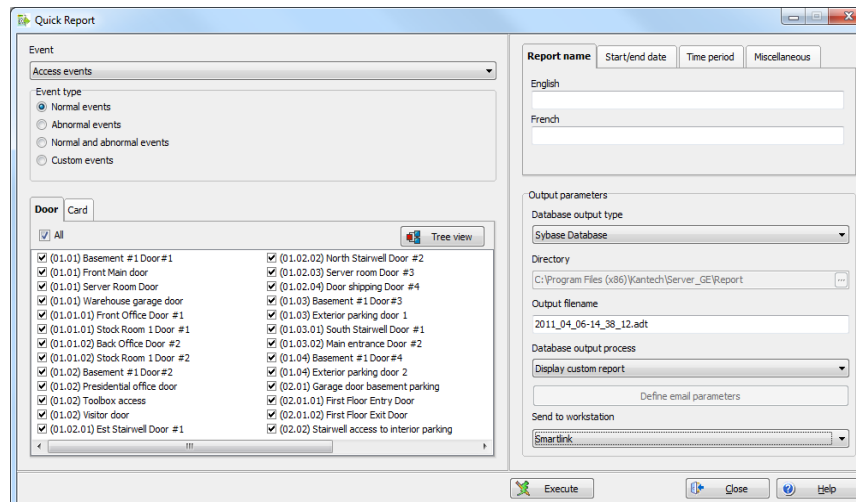 Quick Report
Event
Access events
Event type
Normal events
Abnormal events
Normal and abnormal events
Custom events
Door Card
All
Tree view
(01.01) Basement #1 Door#1
(01.01) Front Main door
(01.01) Server Room Door
(01.01) Warehouse garage door
(01.01.01) Front Office Door #1
(01.01.01) Stock Room 1 Door #1
(01.01.02) Back Office Door #2
(01.01.02) Stock Room 1 Door #2
(01.02) Basement #1 Door#2
(01.02) Presidential office door
(01.02) Toolbox access
(01.02) Visitor door
(01.02.01) Est Stairwell Door #1
(01.02.02) North Stairwell Door #2
(01.02.03) Server room Door #3
(01.02.04) Door shipping Door #4
(01.03) Basement #1 Door#3
(01.03) Exterior parking door 1
(01.03.01) South Stairwell Door #1
(01.03.02) Main entrance Door #2
(01.04) Basement #1 Door#4
(01.04) Exterior parking door 2
(02.01) Garage door basement parking
(02.01.01) First Floor Entry Door
(02.01.02) First Floor Exit Door
(02.02) Stairwell access to interior parking
Report name Start/end date Time period Miscellaneous
English
French
Output parameters
Database output type
Sybase Database
Directory
C:\Program Files (x86)\Kantech\Server_GE\Report
...
Output filename
2011_04_06-14_38_12.adt
Database output process
Display custom report
Define email parameters
Send to workstation
Smartlink
Execute Close Help